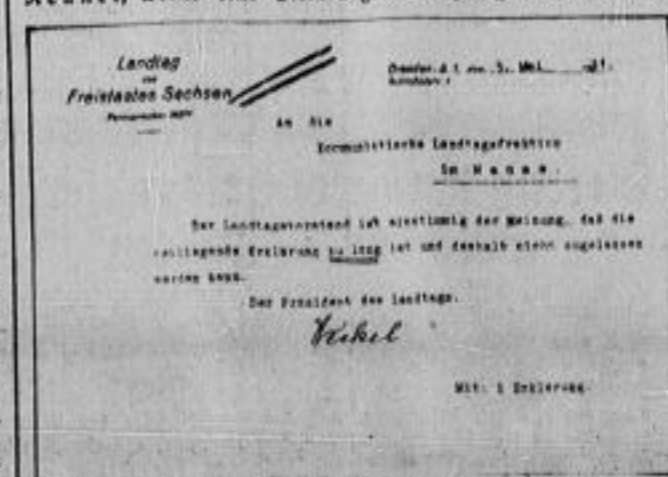 Landtag
des
Freistaates Sachsen
Dresden-A. 1, den 5. Mai 31.
An die
Kommunistische Landtagsfraktion
Im Hause.
Der Landtagsvorstand ist einstimmig der Meinung, daß die
beiliegende Erklärung zu lang ist und deshalb nicht zugelassen
werden kann.
Der Präsident des Landtags.
Weckel
Mit: 1 Erklärung.